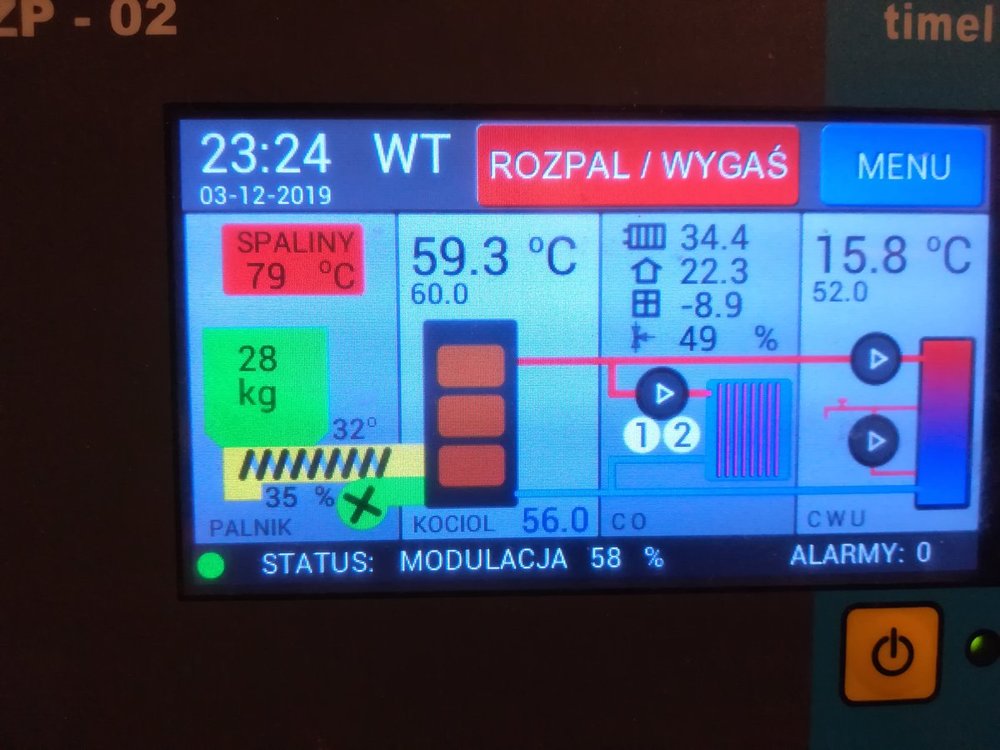 ZP - 02
timel
23:24 WT
03-12-2019
ROZPAL / WYGAŚ
MENU
SPALINY
79 °C
59.3 °C
60.0
34.4
22.3
-8.9
49 %
15.8 °C
52.0
28
kg
32°
35 %
1 2
PALNIK
KOCIOL 56.0
CO
CWU
STATUS: MODULACJA 58 %
ALARMY: 0